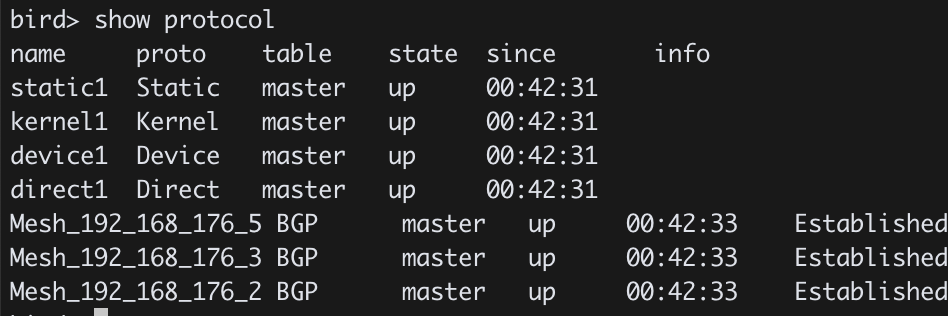 bird> show protocol
name     proto    table    state  since       info
static1  Static   master   up     00:42:31
kernel1  Kernel   master   up     00:42:31
device1  Device   master   up     00:42:31
direct1  Direct   master   up     00:42:31
Mesh_192_168_176_5 BGP      master   up     00:42:33    Established
Mesh_192_168_176_3 BGP      master   up     00:42:33    Established
Mesh_192_168_176_2 BGP      master   up     00:42:33    Established